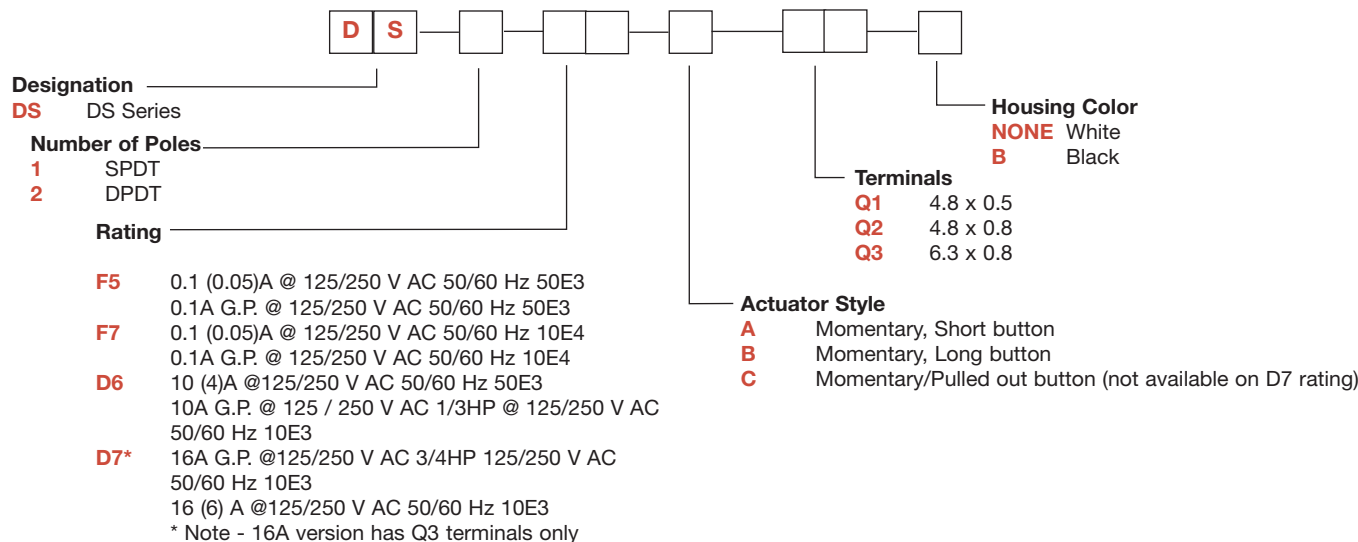 D S
Designation
DS DS Series
Number of Poles
1 SPDT
2 DPDT
Rating
F5 0.1 (0.05)A @ 125/250 V AC 50/60 Hz 50E3
0.1A G.P. @ 125/250 V AC 50/60 Hz 50E3
F7 0.1 (0.05)A @ 125/250 V AC 50/60 Hz 10E4
0.1A G.P. @ 125/250 V AC 50/60 Hz 10E4
D6 10 (4)A @125/250 V AC 50/60 Hz 50E3
10A G.P. @ 125 / 250 V AC 1/3HP @ 125/250 V AC
50/60 Hz 10E3
D7* 16A G.P. @125/250 V AC 3/4HP 125/250 V AC
50/60 Hz 10E3
16 (6) A @125/250 V AC 50/60 Hz 10E3
* Note - 16A version has Q3 terminals only
Actuator Style
A Momentary, Short button
B Momentary, Long button
C Momentary/Pulled out button (not available on D7 rating)
Terminals
Q1 4.8 x 0.5
Q2 4.8 x 0.8
Q3 6.3 x 0.8
Housing Color
NONE White
B Black